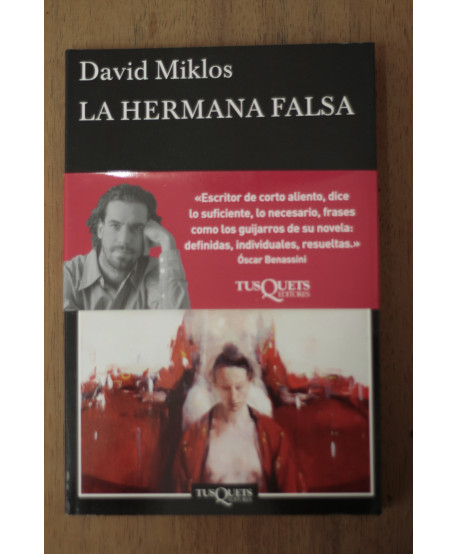 David Miklos
LA HERMANA FALSA
«Escritor de corto aliento, dice
lo suficiente, lo necesario, frases
como los guijarros de su novela:
definidas, individuales, resueltas.»
Óscar Benassini
TUSQUETS
EDITORES
TUSQUETS
EDITORES